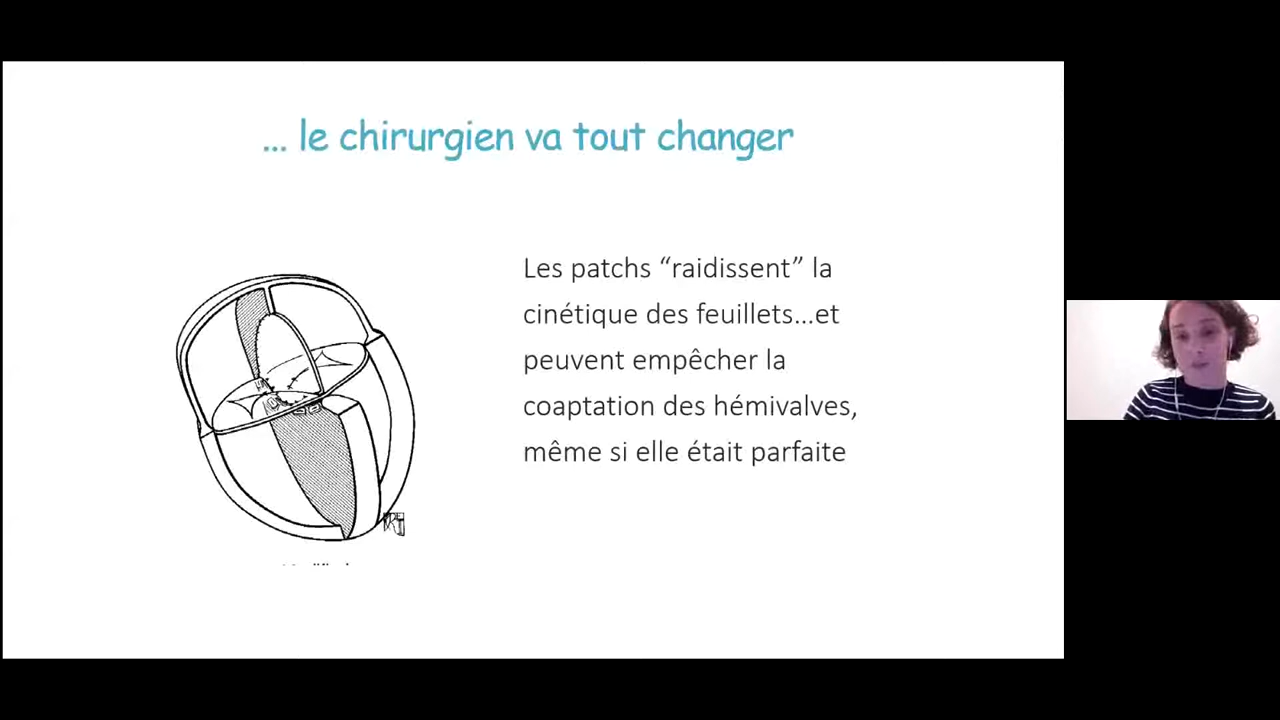 ... le chirurgien va tout changer
Les patchs “raidissent” la
cinétique des feuillets...et
peuvent empêcher la
coaptation des hémivalves,
même si elle était parfaite